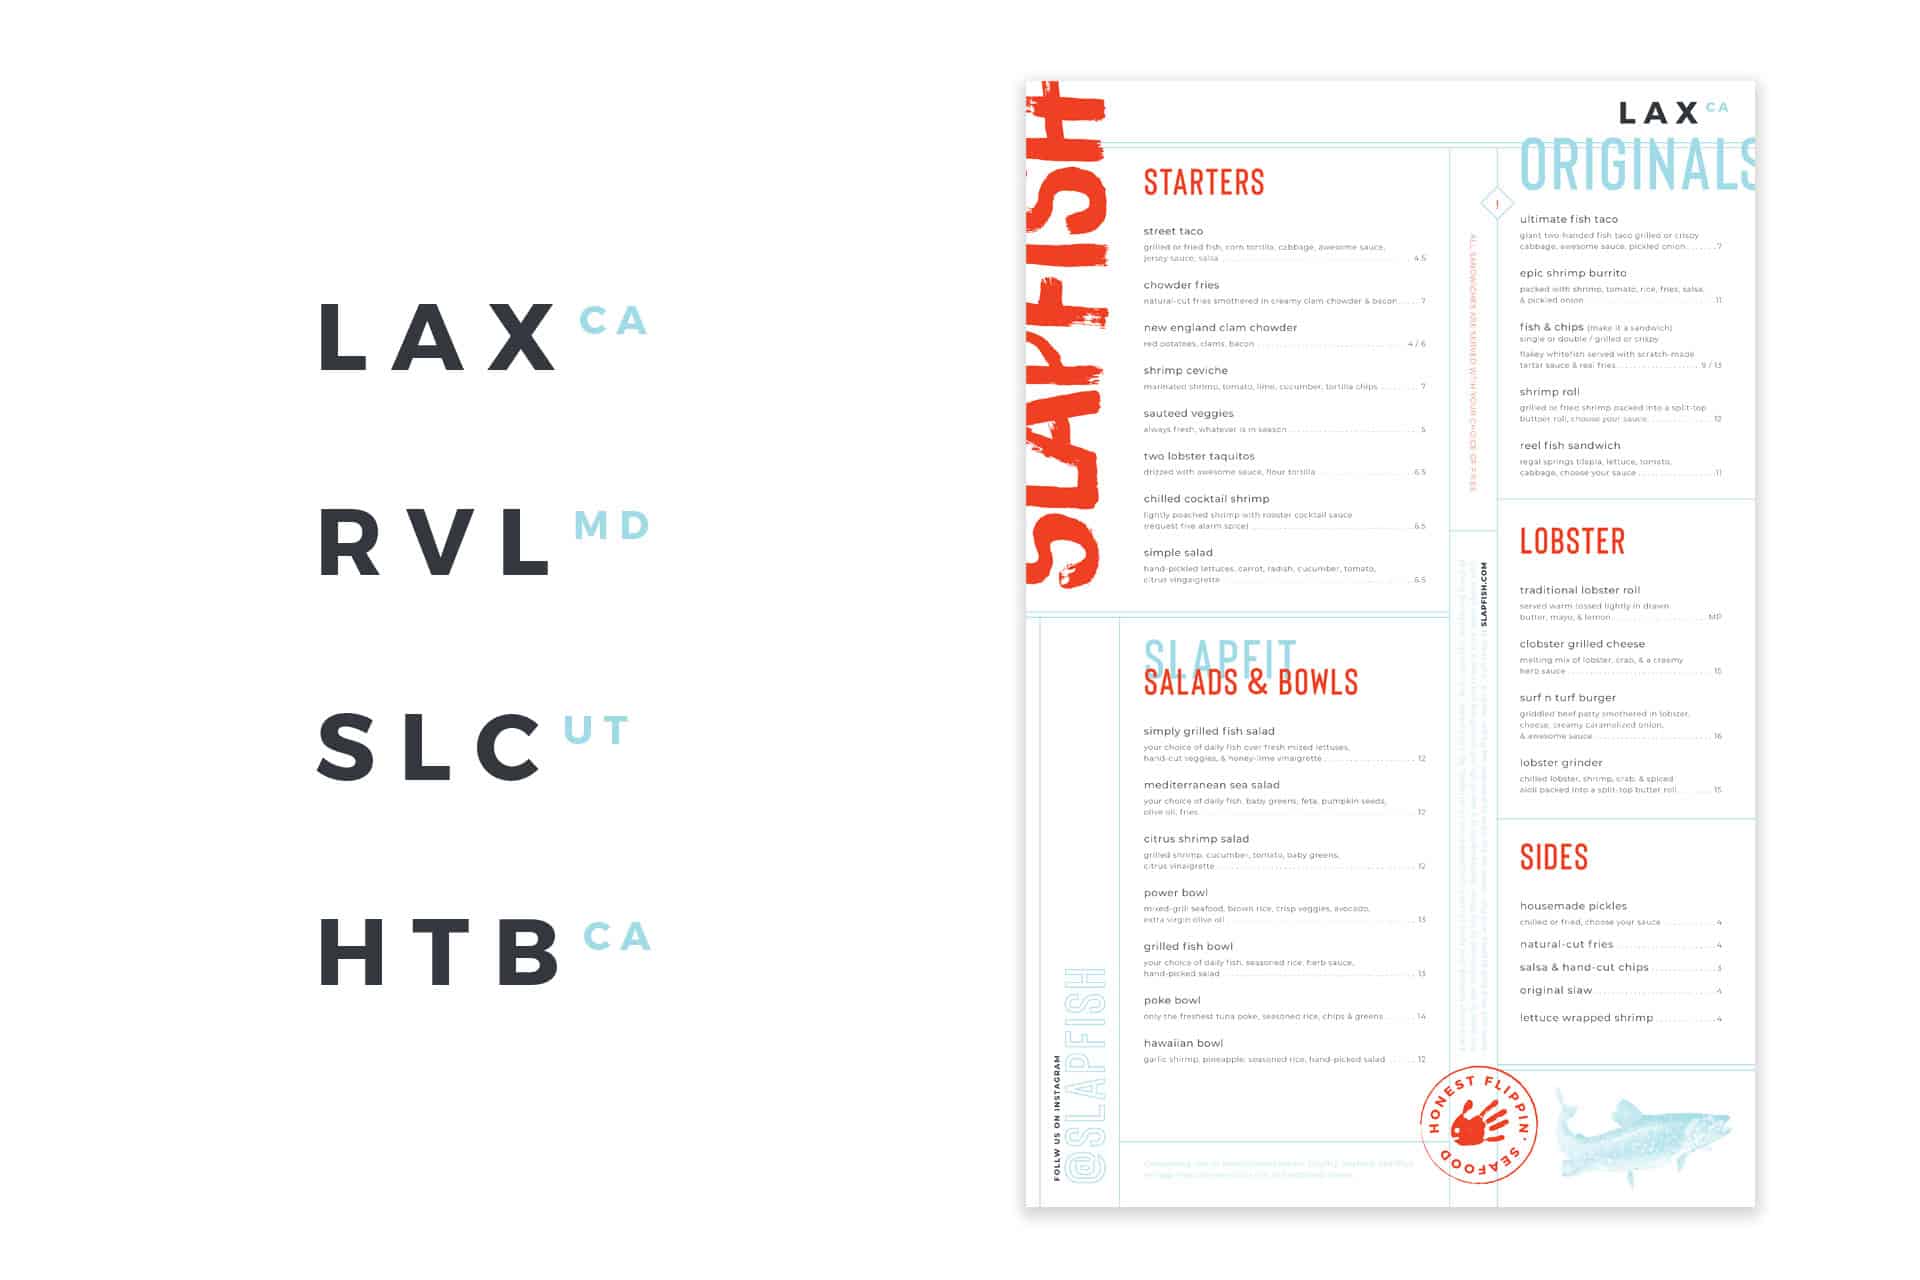 LAX CA
RVL MD
SLC UT
HTB CA
SLAPFISH
LAX CA
STARTERS
street taco
grilled or fried fish, corn tortilla, cabbage, awesome sauce,
jersey sauce, salsa 4.5
chowder fries
natural-cut fries smothered in creamy clam chowder & bacon 7
new england clam chowder
red potatoes, clams, bacon 4 / 6
shrimp ceviche
marinated shrimp, tomato, lime, cucumber, tortilla chips 7
sauteed veggies
always fresh, whatever is in season 5
two lobster taquitos
drizzed with awesome sauce, flour tortilla 6.5
chilled cocktail shrimp
lightly poached shrimp with rooster cocktail sauce
(request five alarm spice) 6.5
simple salad
hand-pickled lettuces, carrot, radish, cucumber, tomato,
citrus vingaigrette 6.5
SLAPFIT
SALADS & BOWLS
simply grilled fish salad
your choice of daily fish over fresh mized lettuces,
hand-cut veggies, & honey-lime vinaigrette 12
mediterranean sea salad
your choice of daily fish, baby greens, feta, pumpkin seeds,
olive oil, fries 12
citrus shrimp salad
grilled shrimp, cucumber, tomato, baby greens,
citrus vinaigrette 12
power bowl
mixed-grill seafood, brown rice, crisp veggies, avocado,
extra virgin olive oil 13
grilled fish bowl
your choice of daily fish, seasoned rice, herb sauce,
hand-picked salad 13
poke bowl
only the freshest tuna poke, seasoned rice, chips & greens 14
hawaiian bowl
garlic shrimp, pineapple, seasoned rice, hand-picked salad 12
FOLLW US ON INSTAGRAM
@SLAPFISH
!
ALL SANDWICHES ARE SERVED WITH YOUR CHOICE OF FRIES
SLAPFISH.COM
ORIGINALS
ultimate fish taco
giant two-handed fish taco grilled or crispy
cabbage, awesome sauce, pickled onion 7
epic shrimp burrito
packed with shrimp, tomato, rice, fries, salsa,
& pickled onion 11
fish & chips (make it a sandwich)
single or double / grilled or crispy
flakey whitefish served with scratch-made
tartar sauce & real fries 9 / 13
shrimp roll
grilled or fried shrimp packed into a split-top
butter roll, choose your sauce 12
reel fish sandwich
regal springs tilapia, lettuce, tomato,
cabbage, choose your sauce 11
LOBSTER
traditional lobster roll
served warm tossed lightly in drawn
butter, mayo, & lemon MP
clobster grilled cheese
melting mix of lobster, crab, & a creamy
herb sauce 15
surf n turf burger
griddled beef patty smothered in lobster,
cheese, creamy caramelized onion,
& awesome sauce 16
lobster grinder
chilled lobster, shrimp, crab, & spiced
aioli packed into a split-top butter roll 15
SIDES
housemade pickles
chilled or fried, choose your sauce 4
natural-cut fries 4
salsa & hand-cut chips 3
original slaw 4
lettuce wrapped shrimp 4
HONEST FLIPPIN' SEAFOOD